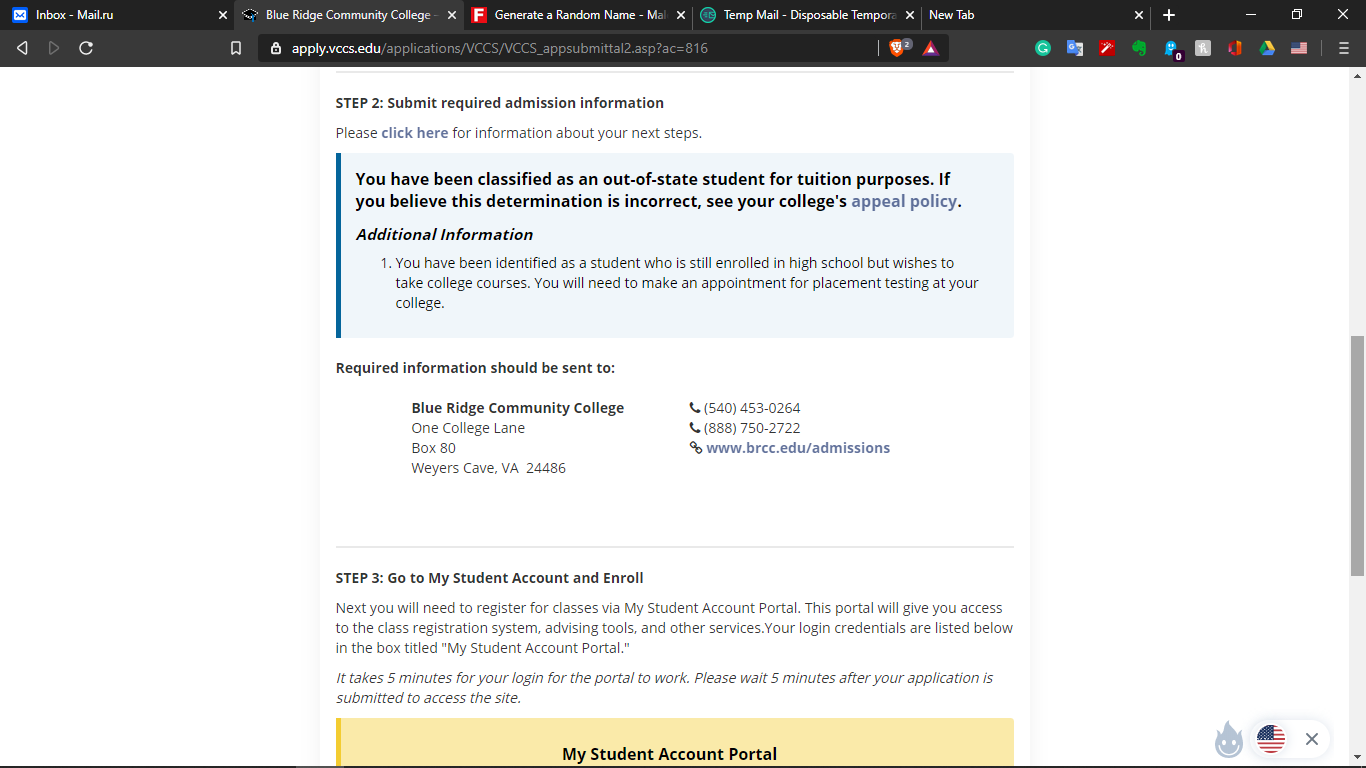 Inbox - Mail.ru
Blue Ridge Community College -
Generate a Random Name - Mal
Temp Mail - Disposable Tempora
New Tab
apply.vccs.edu/applications/VCCS/VCCS_appsubmittal2.asp?ac=816
2
0
STEP 2: Submit required admission information
Please click here for information about your next steps.
You have been classified as an out-of-state student for tuition purposes. If
you believe this determination is incorrect, see your college's appeal policy.
Additional Information
1. You have been identified as a student who is still enrolled in high school but wishes to
take college courses. You will need to make an appointment for placement testing at your
college.
Required information should be sent to:
Blue Ridge Community College
One College Lane
Box 80
Weyers Cave, VA 24486
(540) 453-0264
(888) 750-2722
www.brcc.edu/admissions
STEP 3: Go to My Student Account and Enroll
Next you will need to register for classes via My Student Account Portal. This portal will give you access
to the class registration system, advising tools, and other services.Your login credentials are listed below
in the box titled "My Student Account Portal."
It takes 5 minutes for your login for the portal to work. Please wait 5 minutes after your application is
submitted to access the site.
My Student Account Portal